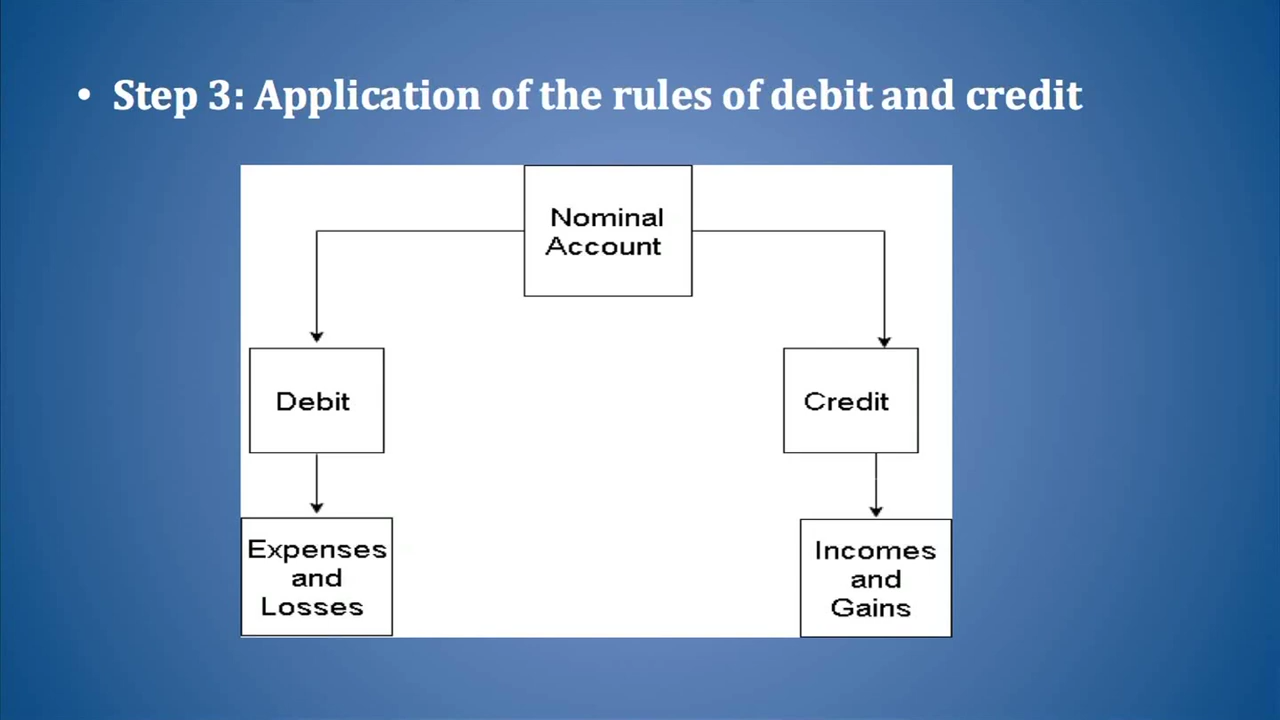 • Step 3: Application of the rules of debit and credit
Nominal
Account
Debit
Credit
Expenses
and
Losses
Incomes
and
Gains